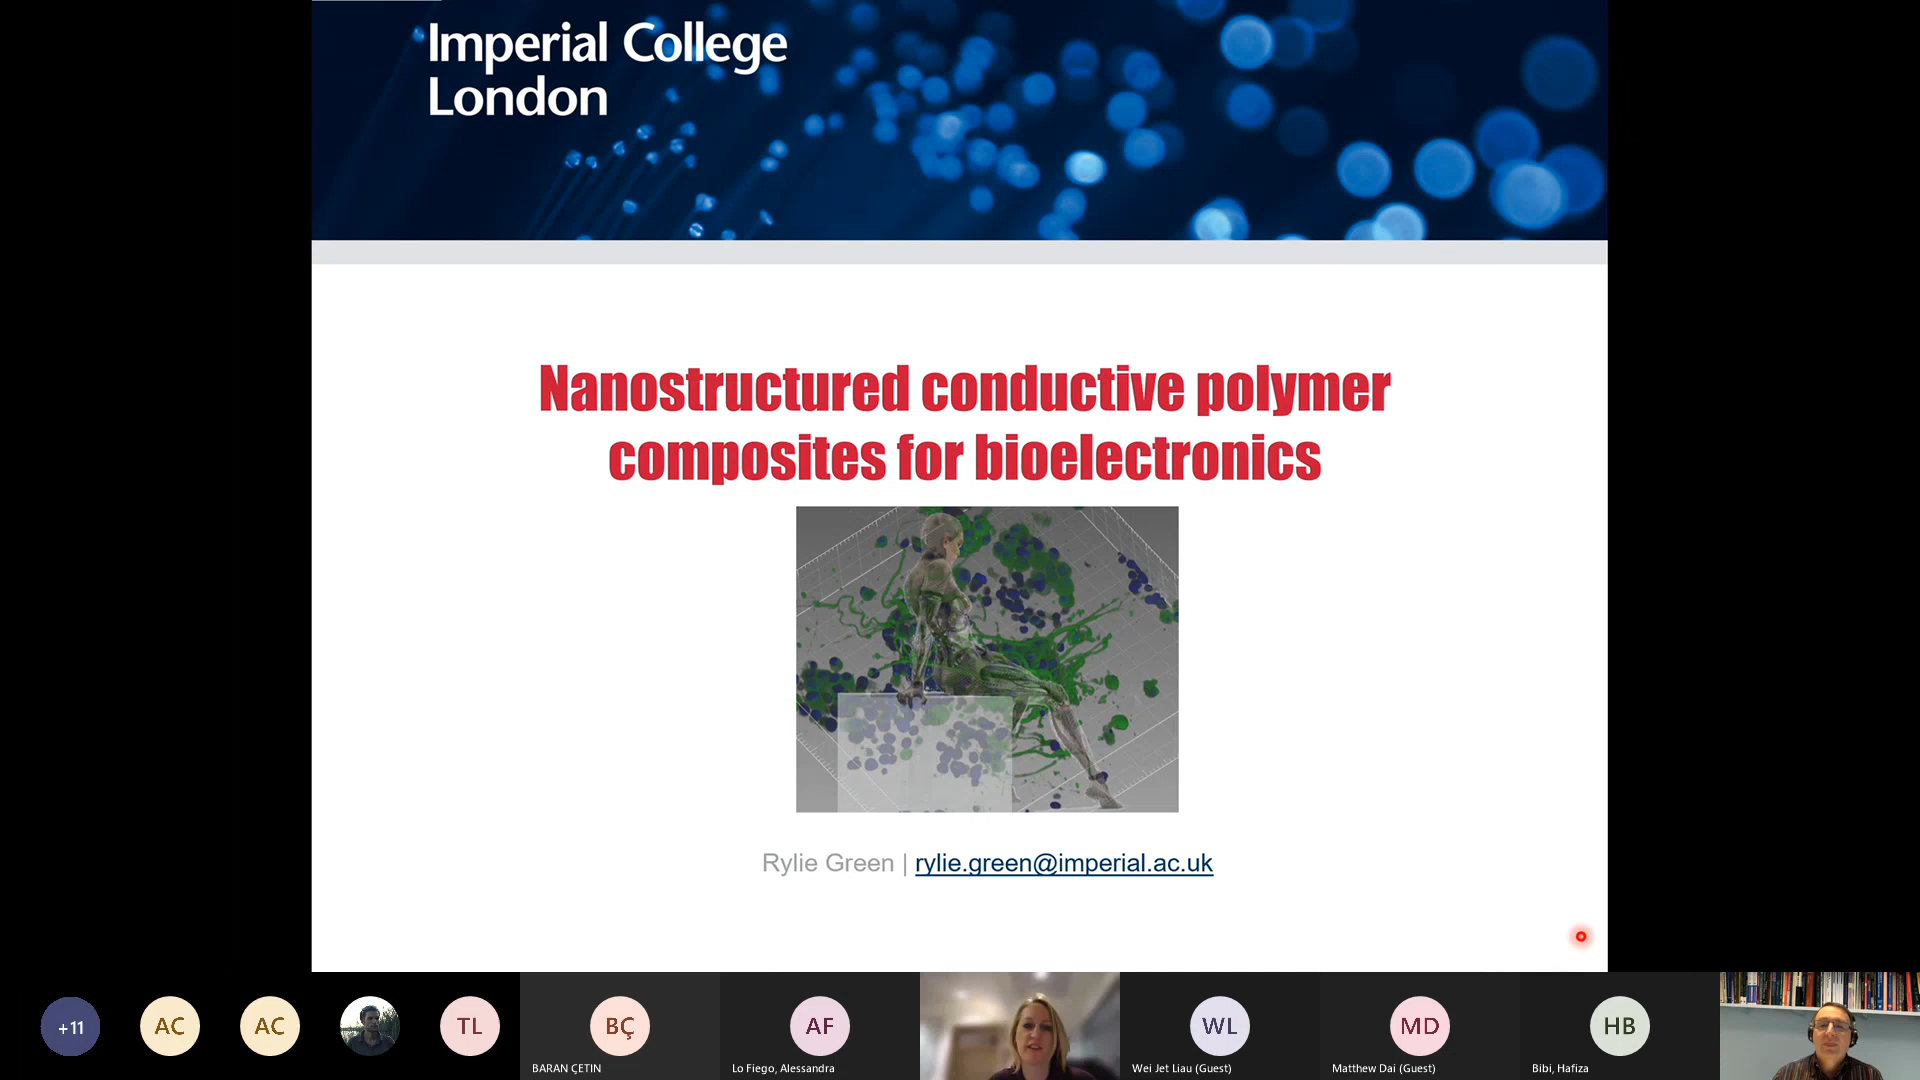 Imperial College
London
Nanostructured conductive polymer
composites for bioelectronics
Rylie Green | rylie.green@imperial.ac.uk
+11
AC
AC
TL
BÇ
AF
WL
MD
HB
BARAN ÇETIN
Lo Fiego, Alessandra
Wei Jet Liau (Guest)
Matthew Dai (Guest)
Bibi, Hafiza